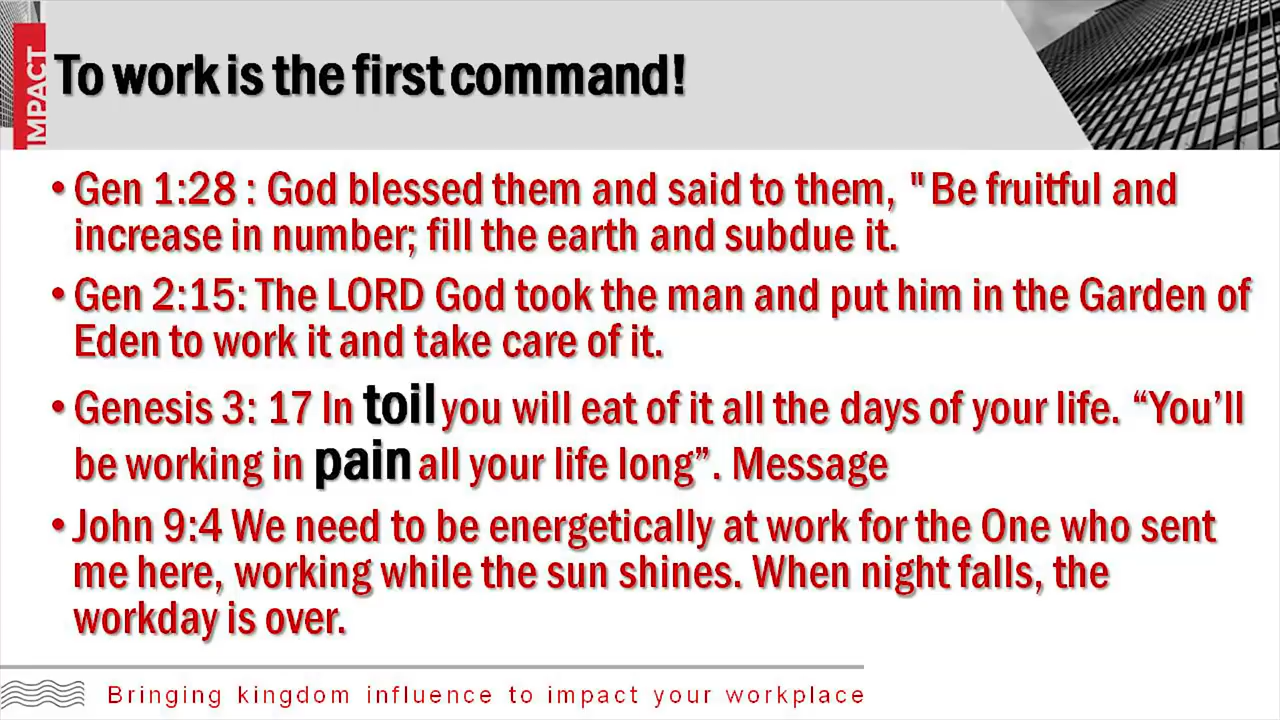 IMPACT
To work is the first command!
• Gen 1:28 : God blessed them and said to them, "Be fruitful and
increase in number; fill the earth and subdue it.
• Gen 2:15: The LORD God took the man and put him in the Garden of
Eden to work it and take care of it.
• Genesis 3: 17 In toil you will eat of it all the days of your life. “You’ll
be working in pain all your life long”. Message
• John 9:4 We need to be energetically at work for the One who sent
me here, working while the sun shines. When night falls, the
workday is over.
Bringing kingdom influence to impact your workplace